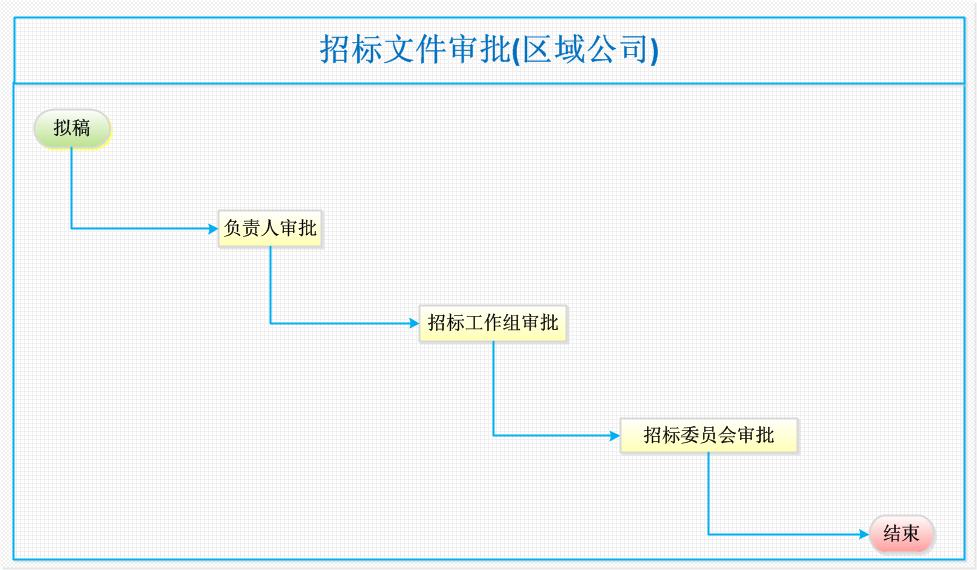 招标文件审批(区域公司)
拟稿
负责人审批
招标工作组审批
招标委员会审批
结束